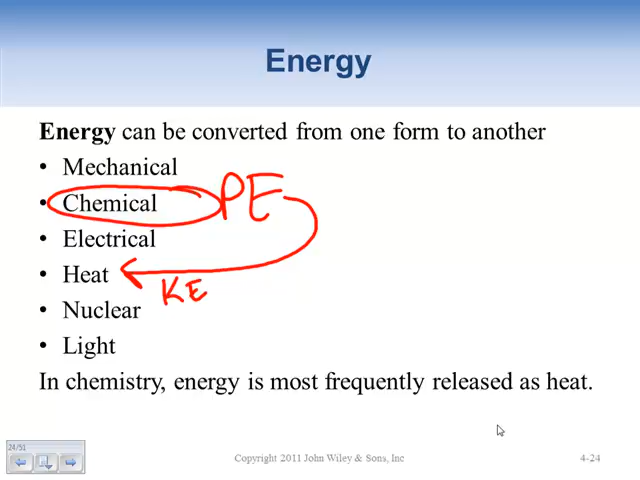 Energy
Energy can be converted from one form to another
• Mechanical
• Chemical PE
• Electrical
• Heat
KE
• Nuclear
• Light
In chemistry, energy is most frequently released as heat.
24/51
Copyright 2011 John Wiley & Sons, Inc
4-24